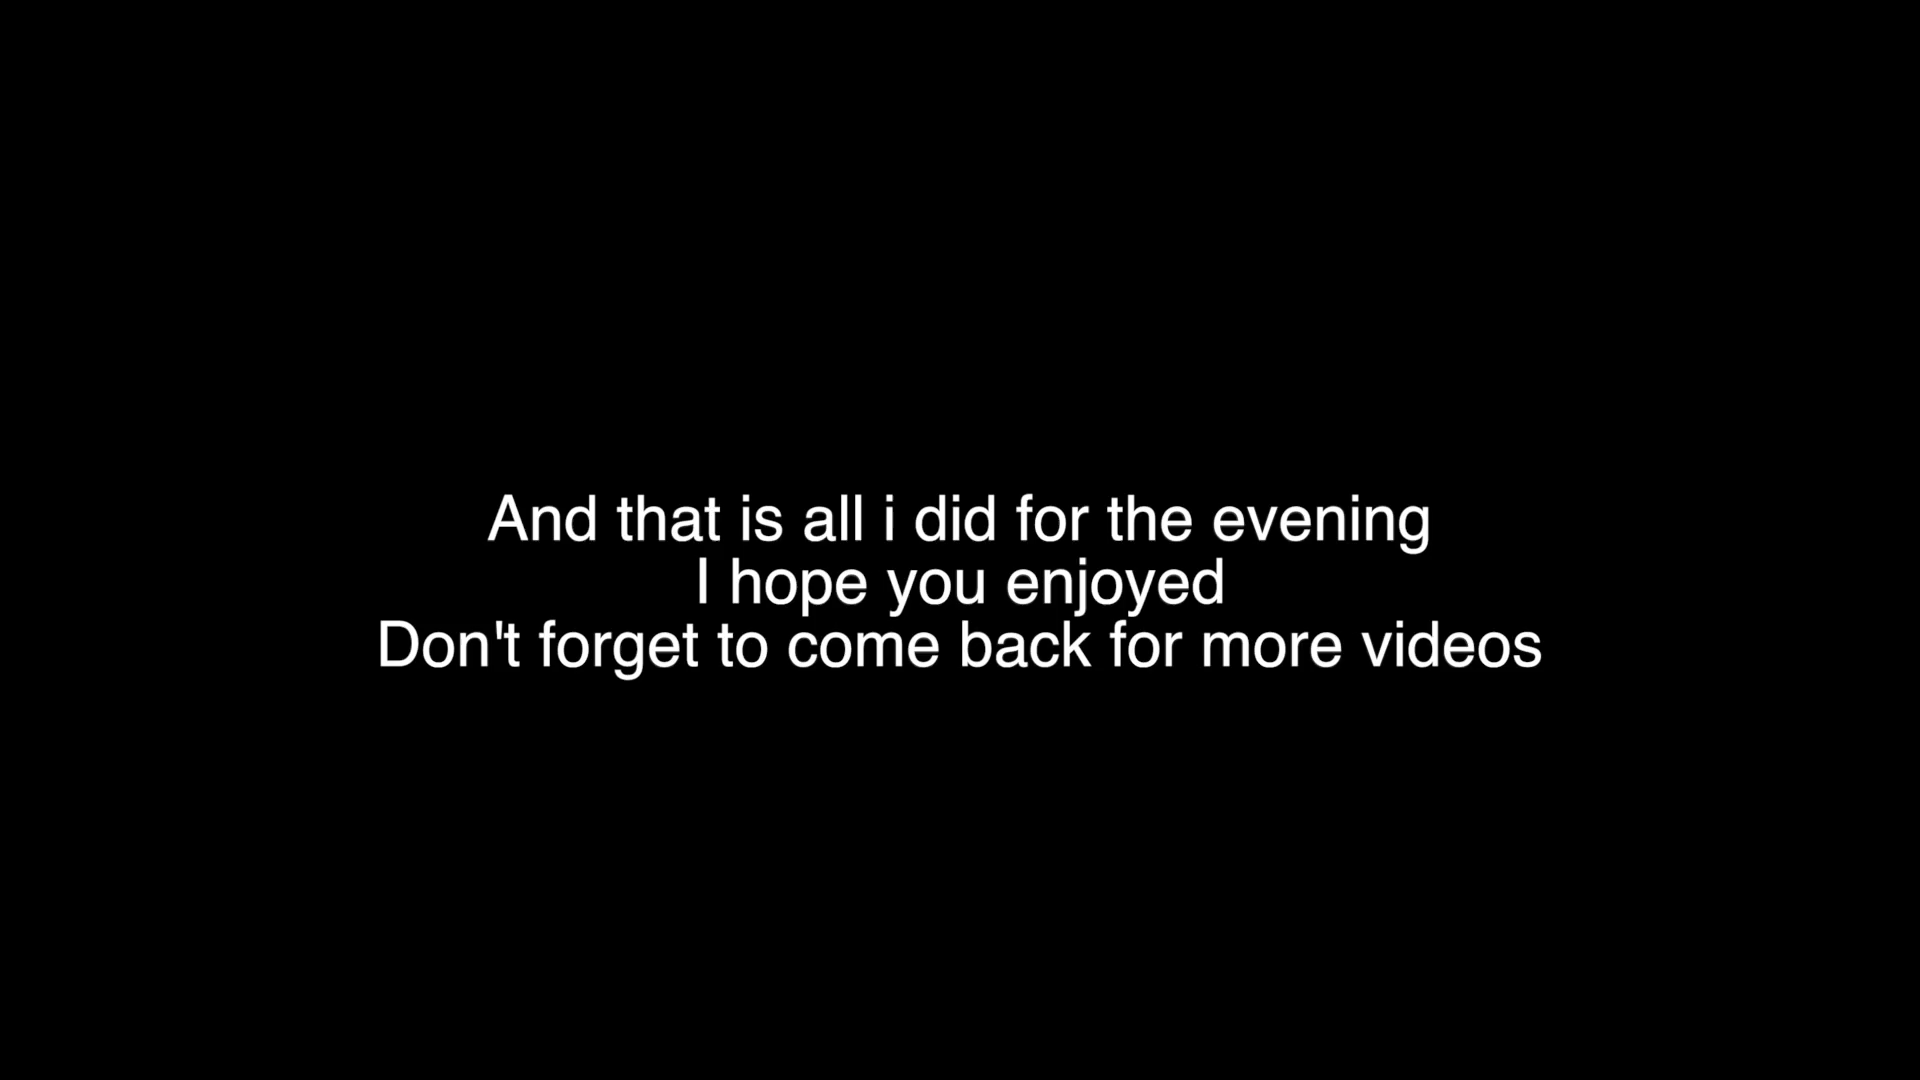 And that is all i did for the evening
I hope you enjoyed
Don't forget to come back for more videos